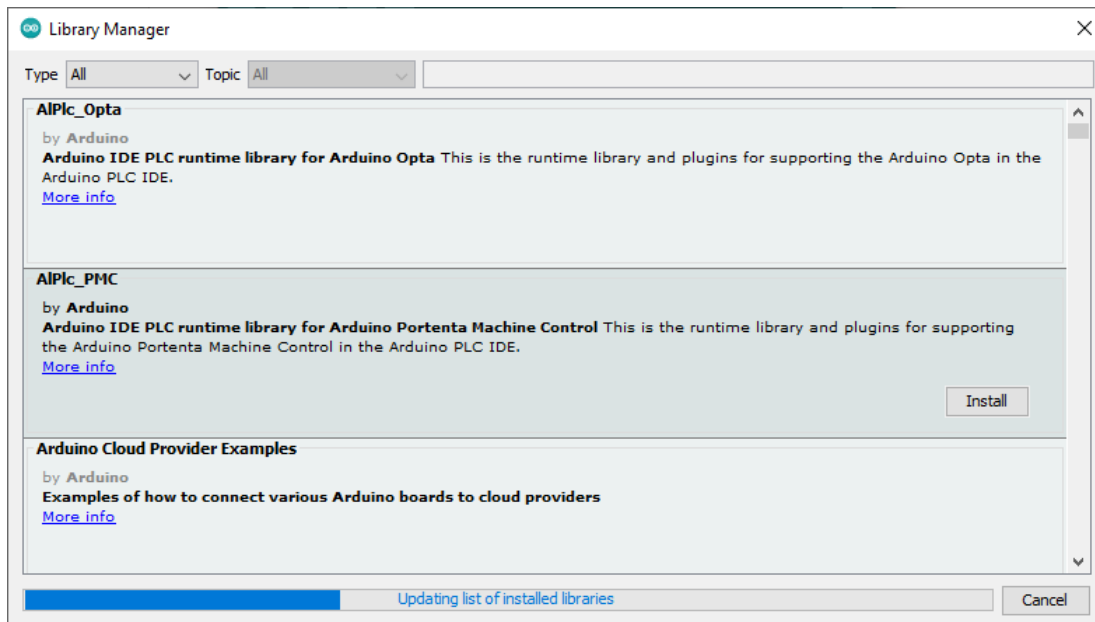 Library Manager
Type All Topic All
AlPlc_Opta
by Arduino
Arduino IDE PLC runtime library for Arduino Opta This is the runtime library and plugins for supporting the Arduino Opta in the
Arduino PLC IDE.
More info
AlPlc_PMC
by Arduino
Arduino IDE PLC runtime library for Arduino Portenta Machine Control This is the runtime library and plugins for supporting
the Arduino Portenta Machine Control in the Arduino PLC IDE.
More info
Install
Arduino Cloud Provider Examples
by Arduino
Examples of how to connect various Arduino boards to cloud providers
More info
Updating list of installed libraries
Cancel